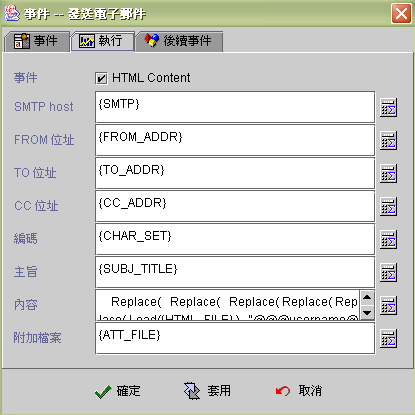 事件 -- 發送電子郵件
事件 執行 後續事件
事件 HTML Content
SMTP host {SMTP}
FROM 位址 {FROM_ADDR}
TO 位址 {TO_ADDR}
CC 位址 {CC_ADDR}
編碼 {CHAR_SET}
主旨 {SUBJ_TITLE}
內容 Replace( Replace( Replace( Replace( Rep
lace( Load({HTML_FILE}), "@@@username@
附加檔案 {ATT_FILE}
確定 套用 取消